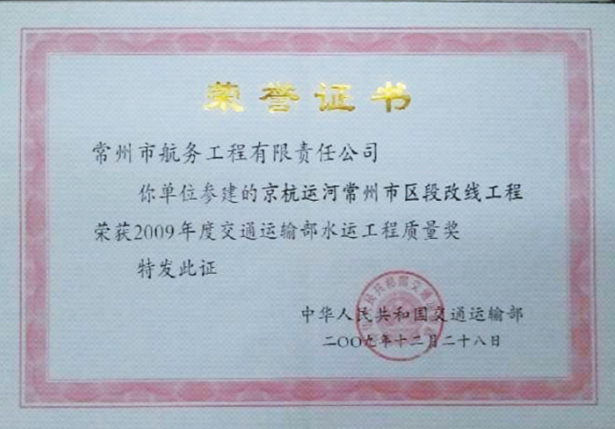 荣誉证书
常州市航务工程有限责任公司
你单位参建的京杭运河常州市区段改线工程
荣获2009年度交通运输部水运工程质量奖
特发此证
中华人民共和国交通运输部
二〇〇九年十二月二十八日